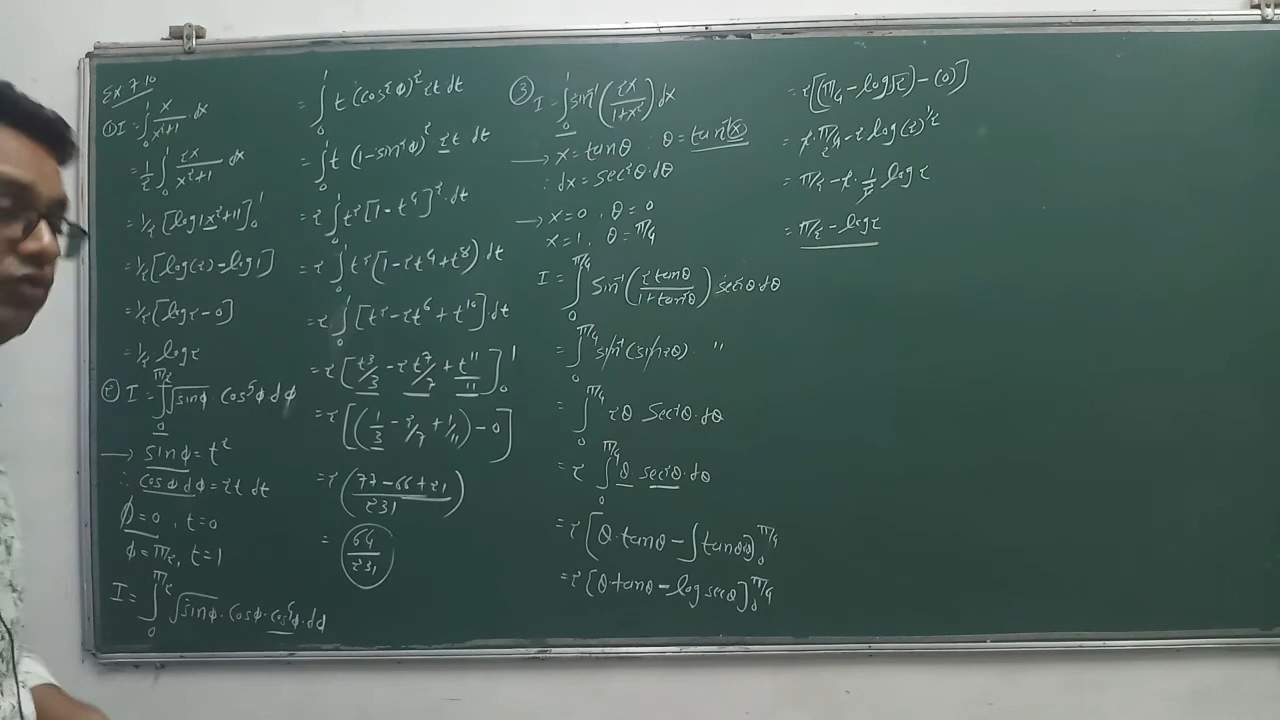 Ex 7.10
① I = ∫₀¹ x/(x²+1) dx
= 1/2 ∫₀¹ 2x/(x²+1) dx
= 1/2 [log|x²+1|]₀¹
= 1/2 [log(2) - log1]
= 1/2 [log2 - 0]
= 1/2 log2
② I = ∫₀^{π/2} √sinφ · cos⁵φ · dφ
→ sinφ = t²
∴ cosφ dφ = 2t dt
φ=0 , t=0
φ=π/2, t=1
I = ∫₀^{π/2} √sinφ · cosφ · cos⁴φ · dφ
= ∫₀¹ t (cos²φ)² 2t dt
= ∫₀¹ t (1-sin²φ)² 2t dt
= 2 ∫₀¹ t² [1-t⁴]² · dt
= 2 ∫₀¹ t² (1-2t⁴+t⁸) dt
= 2 ∫₀¹ [t² - 2t⁶ + t¹⁰] · dt
= 2 [t³/3 - 2 t⁷/7 + t¹¹/11]₀¹
= 2 [(1/3 - 2/7 + 1/11) - 0]
= 2 ((77-66+21)/231)
= 64/231
③ I = ∫₀¹ sin⁻¹(2x/(1+x²)) dx
→ x = tanθ ∴ θ = tan⁻¹(x)
∴ dx = sec²θ · dθ
→ x=0 , θ=0
x=1, θ=π/4
I = ∫₀^{π/4} sin⁻¹(2tanθ/(1+tan²θ)) sec²θ · dθ
= ∫₀^{π/4} sin⁻¹(sin2θ) · "
= ∫₀^{π/4} 2θ sec²θ · dθ
= 2 ∫₀^{π/4} θ sec²θ · dθ
= 2 [θ · tanθ - ∫tanθdθ]₀^{π/4}
= 2 [θ · tanθ - log secθ]₀^{π/4}
= 2 [(π/4 - log√2) - (0)]
= 2 · π/4 - 2 log(2)^{1/2}
= π/2 - 2 · 1/2 log2
= π/2 - log2